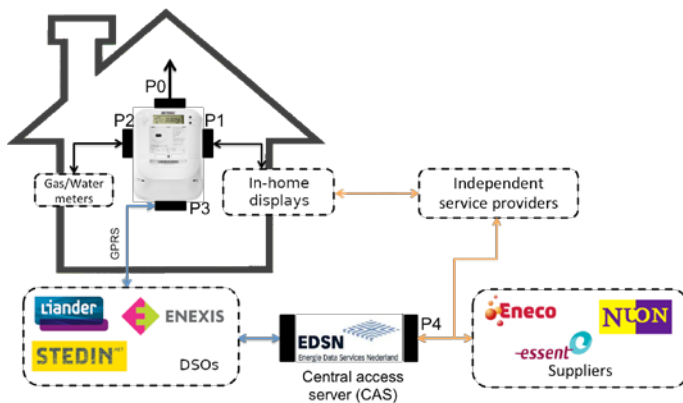 P0
P2
P1
Gas/Water
meters
P3
In-home
displays
Independent
service providers
GPRS
liander
ENEXIS
STEDIN.NET
DSOs
EDSN
Energie Data Services Nederland
P4
Central access
server (CAS)
Eneco
NUON
essent
Suppliers